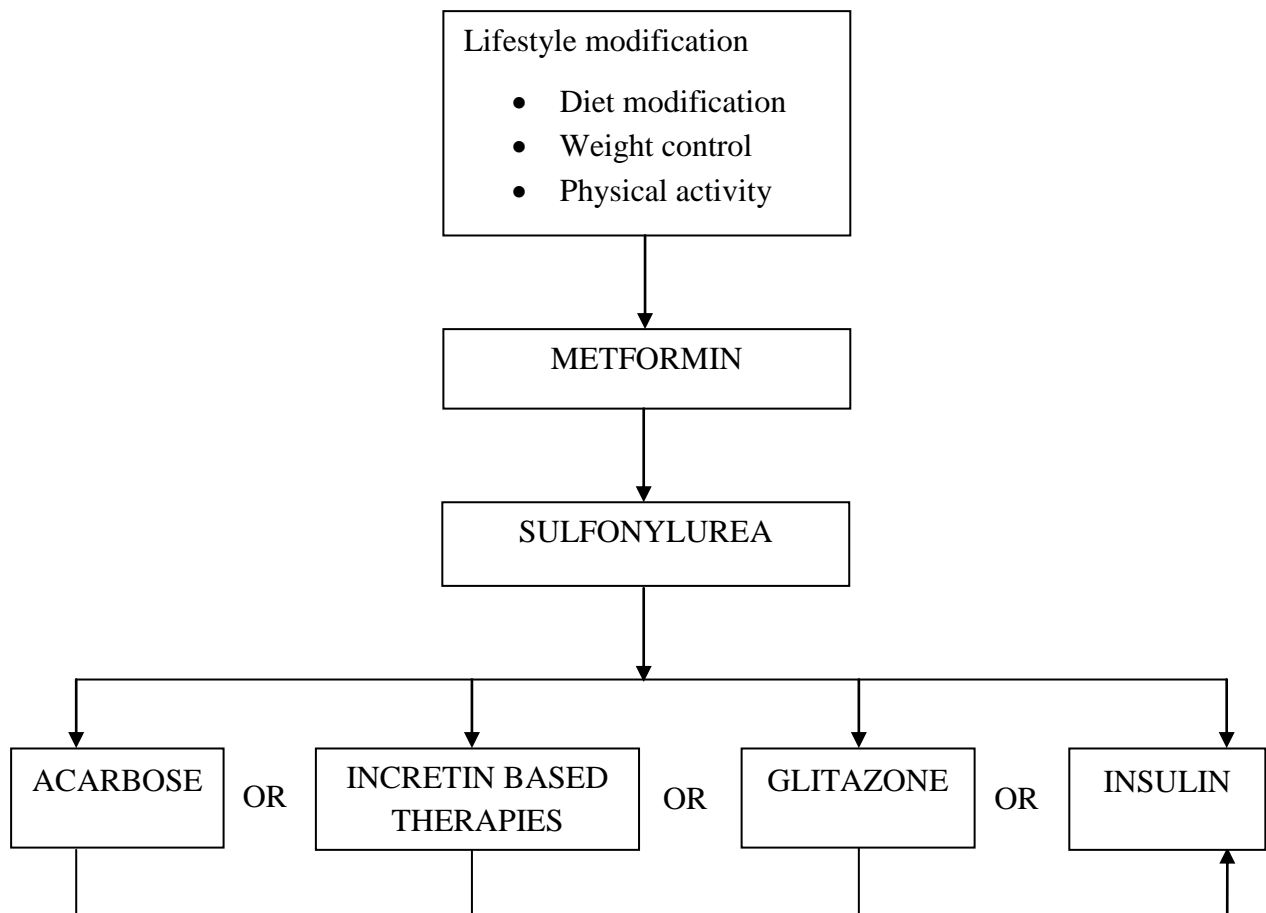 Lifestyle modification
• Diet modification
• Weight control
• Physical activity
METFORMIN
SULFONYLUREA
ACARBOSE
OR
INCRETIN BASED
THERAPIES
OR
GLITAZONE
OR
INSULIN